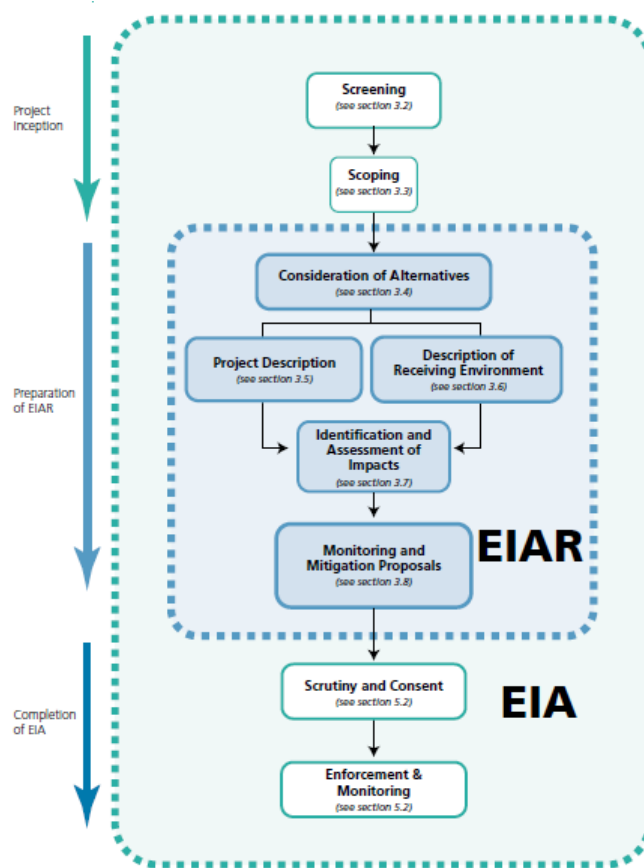 Project
Inception
Screening
(see section 3.2)
Scoping
(see section 3.3)
Preparation
of EIAR
Consideration of Alternatives
(see section 3.4)
Project Description
(see section 3.5)
Description of
Receiving Environment
(see section 3.6)
Identification and
Assessment of
Impacts
(see section 3.7)
Monitoring and
Mitigation Proposals
(see section 3.8)
EIAR
Completion
of EIA
Scrutiny and Consent
(see section 5.2)
EIA
Enforcement &
Monitoring
(see section 5.2)